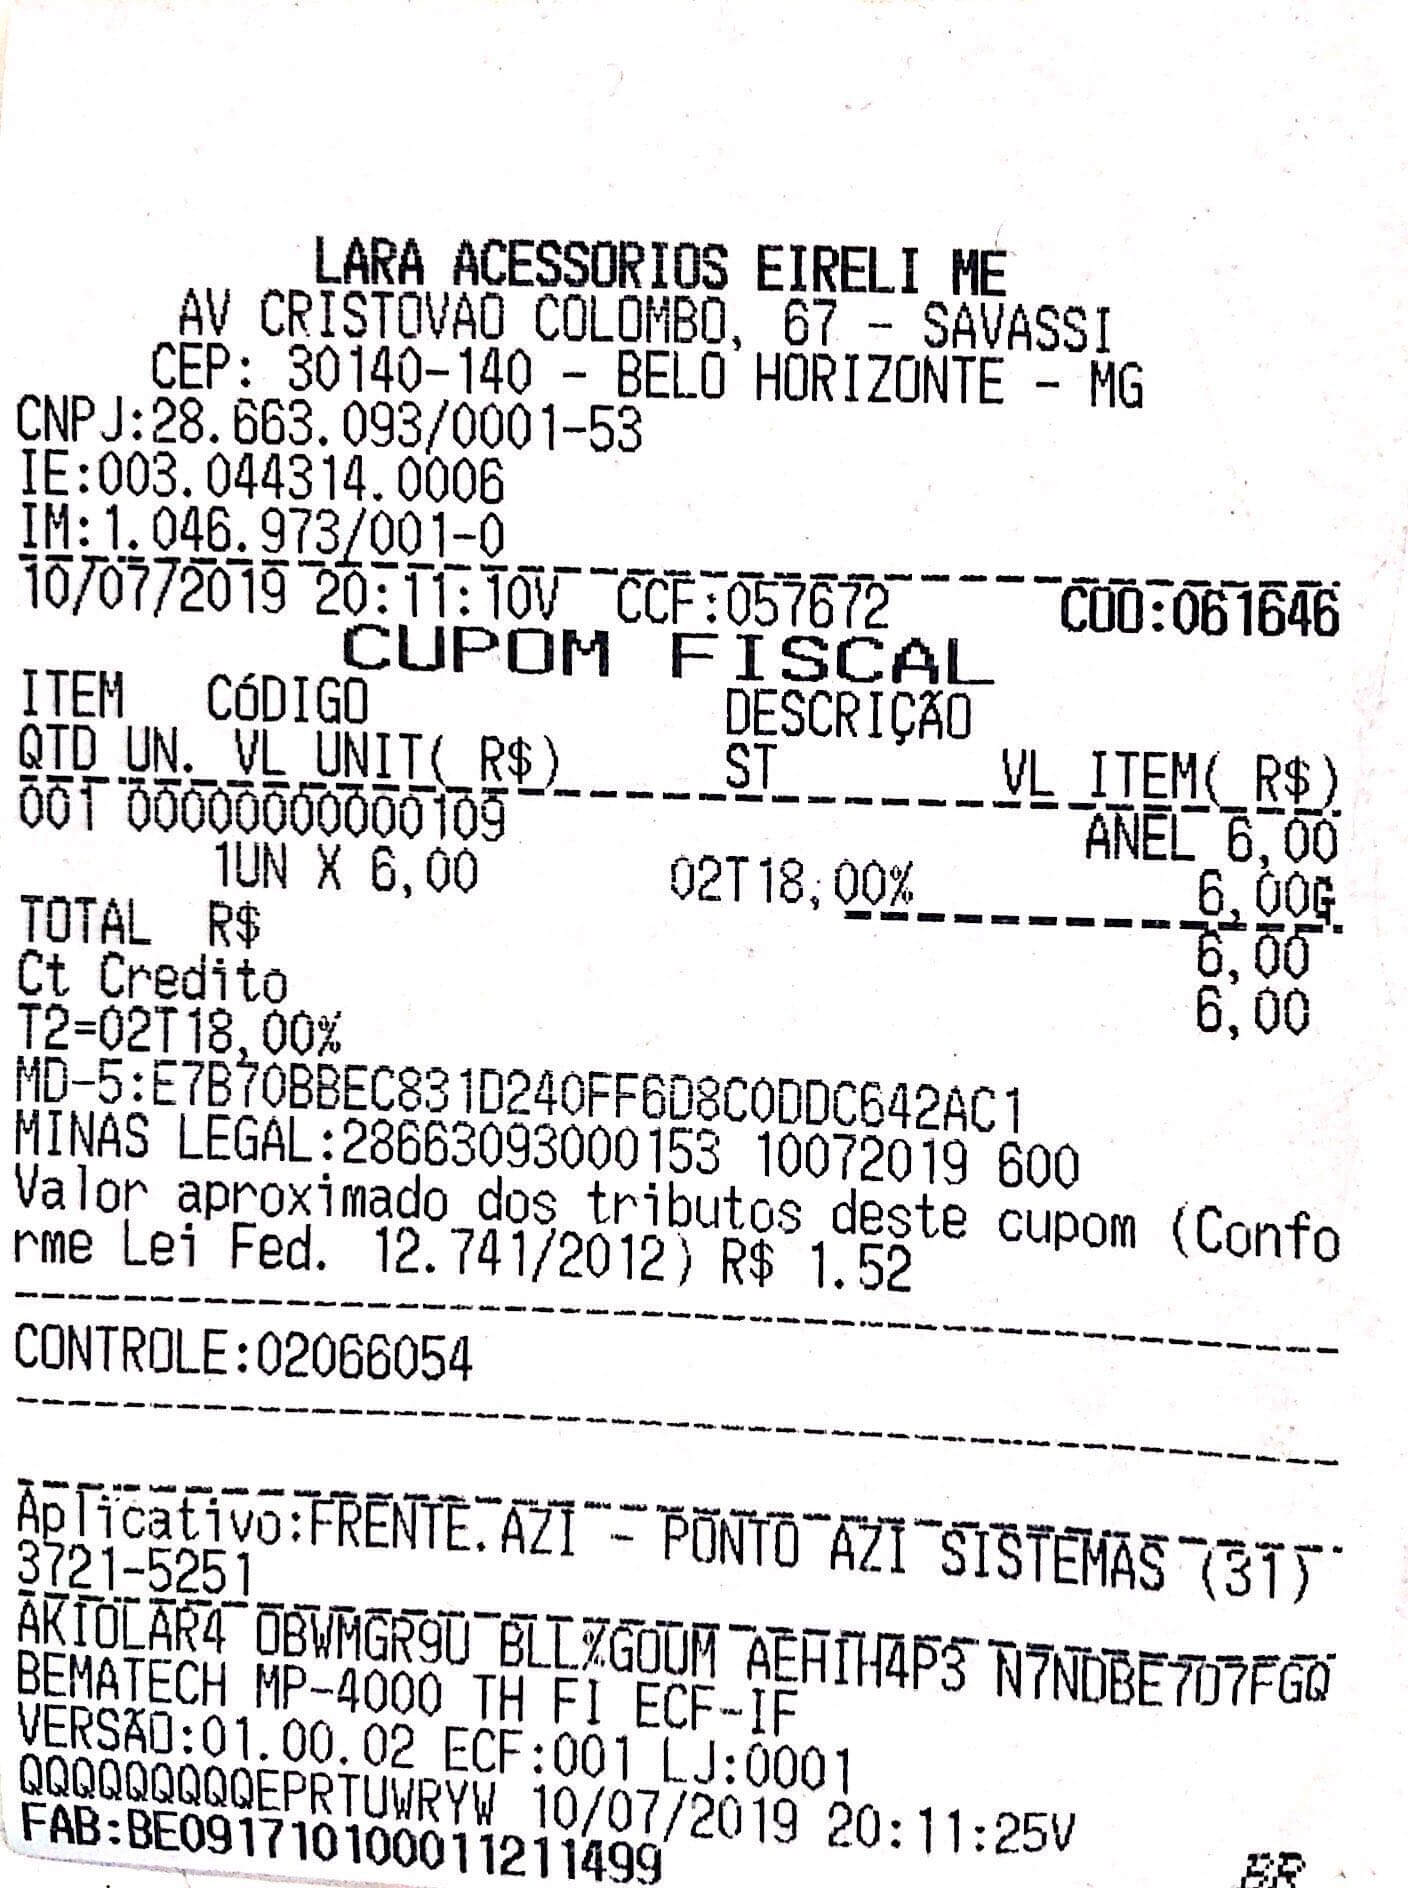 LARA ACESSORIOS EIRELI ME
AV CRISTOVAO COLOMBO, 67 - SAVASSI
CEP: 30140-140 - BELO HORIZONTE - MG
CNPJ:28.663.093/0001-53
IE:003.044314.0006
IM:1.046.973/001-0
10/07/2019 20:11:10V CCF:057672 COO:061646
CUPOM FISCAL
ITEM CóDIGO DESCRIÇÃO
QTD UN. VL UNIT( R$) ST VL ITEM( R$)
001 00000000000109 ANEL 6,00
1UN X 6,00 02T18,00% 6,00G
TOTAL R$ 6,00
Ct Credito 6,00
T2=02T18,00%
MD-5:E7B70BBEC831D240FF6D8C0DDC642AC1
MINAS LEGAL:28663093000153 10072019 600
Valor aproximado dos tributos deste cupom (Confo
rme Lei Fed. 12.741/2012) R$ 1.52
CONTROLE:02066054
Aplicativo:FRENTE.AZI - PONTO AZI SISTEMAS (31)
3721-5251
AKIOLAR4 OBWMGR9U BLL%GOUM AEHIH4P3 N7NDBE7D7FGQ
BEMATECH MP-4000 TH FI ECF-IF
VERSÃO:01.00.02 ECF:001 LJ:0001
QQQQQQQQQEPRTUWRYW 10/07/2019 20:11:25V
FAB:BE091710100011211499
BR